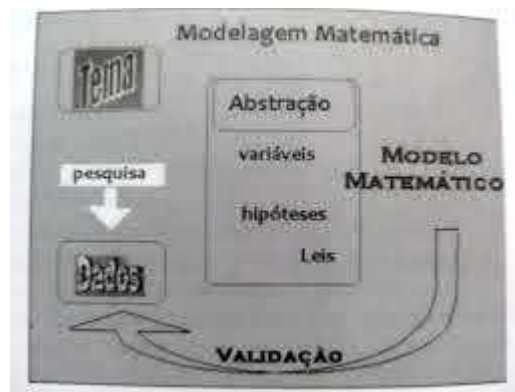 Modelagem Matemática
Tema
pesquisa
Dados
Abstração
variáveis
hipóteses
Leis
MODELO
MATEMÁTICO
VALIDAÇÃO